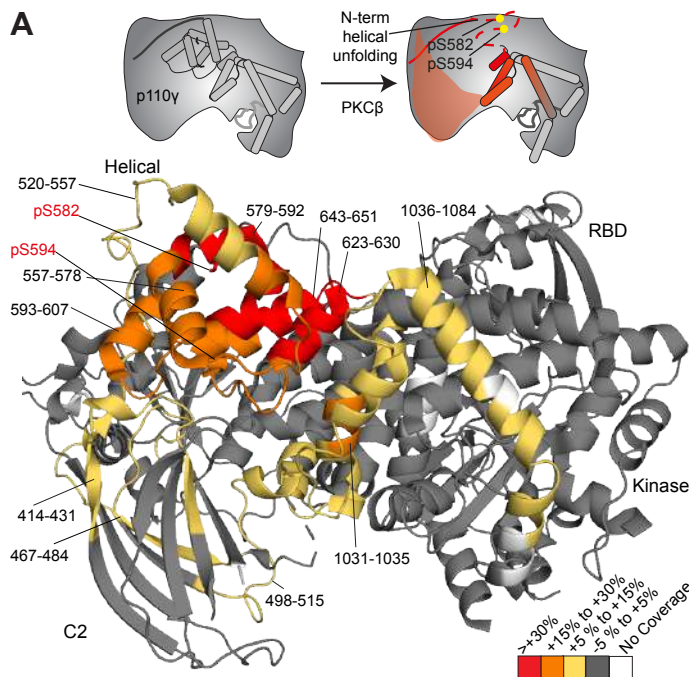 A
N-term
helical
unfolding
pS582
pS594
p110γ
PKCβ
Helical
520-557
pS582
579-592
643-651
1036-1084
RBD
623-630
pS594
557-578
593-607
414-431
467-484
498-515
1031-1035
Kinase
C2
>+30%
+15% to +30%
+5 % to +15%
-5 % to +5%
No Coverage